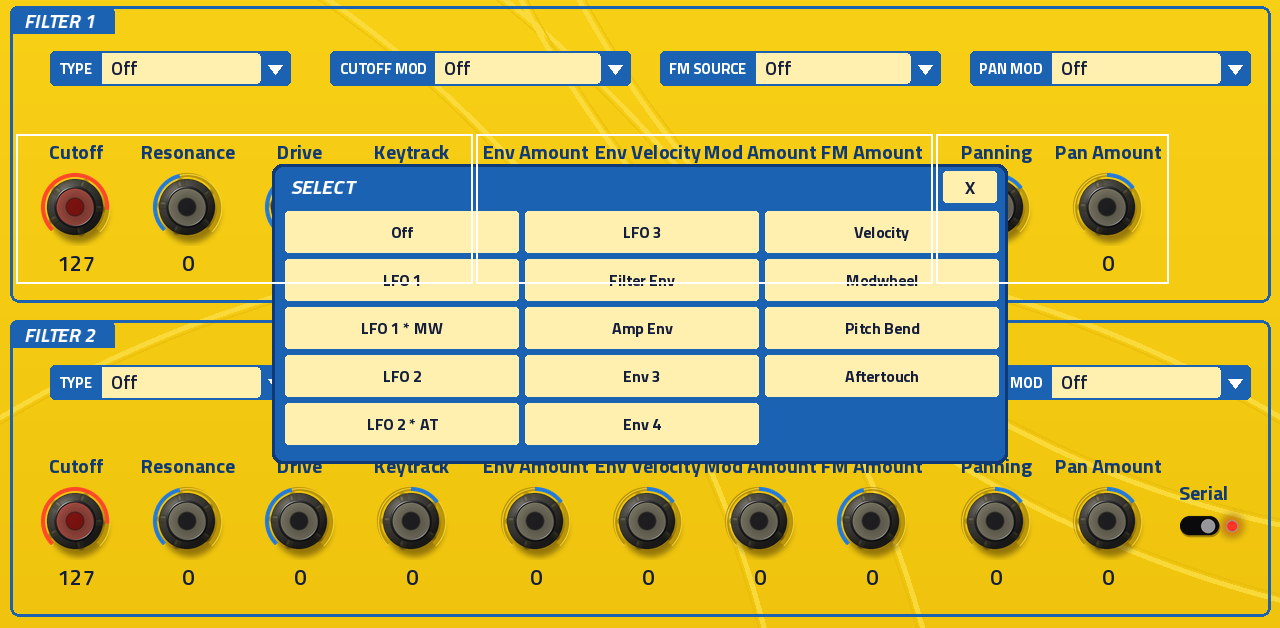 FILTER 1
TYPE Off CUTOFF MOD Off FM SOURCE Off PAN MOD Off
Cutoff Resonance Drive Keytrack Env Amount Env Velocity Mod Amount FM Amount Panning Pan Amount
SELECT X
127 0 0
Off LFO 3 Velocity
LFO 1 Filter Env Modwheel
LFO 1 * MW Amp Env Pitch Bend
LFO 2 Env 3 Aftertouch
LFO 2 * AT Env 4
FILTER 2
TYPE Off MOD Off
Cutoff Resonance Drive Keytrack Env Amount Env Velocity Mod Amount FM Amount Panning Pan Amount
Serial
127 0 0 0 0 0 0 0 0 0